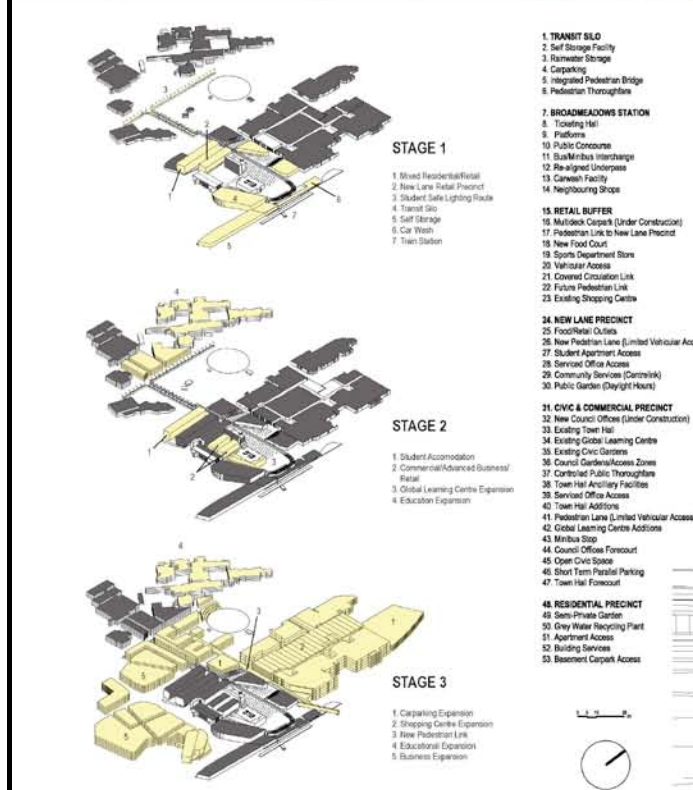 STAGE 1
1. Mixed Residential/Retail
2. New Lane Retail Precinct
3. Student Safe Lighting Route
4. Transit Silo
5. Self Storage
6. Car Wash
7. Train Station
STAGE 2
1. Student Accomodation
2. Commercial/Advanced Business/
Retail
3. Global Learning Centre Expansion
4. Education Expansion
STAGE 3
1. Carparking Expansion
2. Shopping Centre Expansion
3. New Pedestrian Link
4. Educational Expansion
5. Business Expansion
1. TRANSIT SILO
2. Self Storage Facility
3. Rainwater Storage
4. Carparking
5. Integrated Pedestrian Bridge
6. Pedestrian Thoroughfare
7. BROADMEADOWS STATION
8. Ticketing Hall
9. Platforms
10. Public Concourse
11. Bus/Minibus Interchange
12. Re-aligned Underpass
13. Carwash Facility
14. Neighbouring Shops
15. RETAIL BUFFER
16. Multideck Carpark (Under Construction)
17. Pedestrian Link to New Lane Precinct
18. New Food Court
19. Sports Department Store
20. Vehicular Access
21. Covered Circulation Link
22. Future Pedestrian Link
23. Existing Shopping Centre
24. NEW LANE PRECINCT
25. Food/Retail Outlets
26. New Pedstrian Lane (Limited Vehicular Acc
27. Student Apartment Access
28. Serviced Office Access
29. Community Services (Centrelink)
30. Public Garden (Daylight Hours)
31. CIVIC & COMMERCIAL PRECINCT
32. New Council Offices (Under Construction)
33. Existing Town Hall
34. Existing Global Learning Centre
35. Existing Civic Gardens
36. Council Gardens/Access Zones
37. Controlled Public Thoroughfare
38. Town Hall Ancillary Facilities
39. Serviced Office Access
40. Town Hall Additions
41. Pedestrian Lane (Limited Vehicular Access
42. Global Learning Centre Additions
43. Minibus Stop
44. Council Offices Forecourt
45. Open Civic Space
46. Short Term Parallel Parking
47. Town Hall Forecourt
48. RESIDENTIAL PRECINCT
49. Semi-Private Garden
50. Grey Water Recycling Plant
51. Apartment Access
52. Building Services
53. Basement Carpark Access